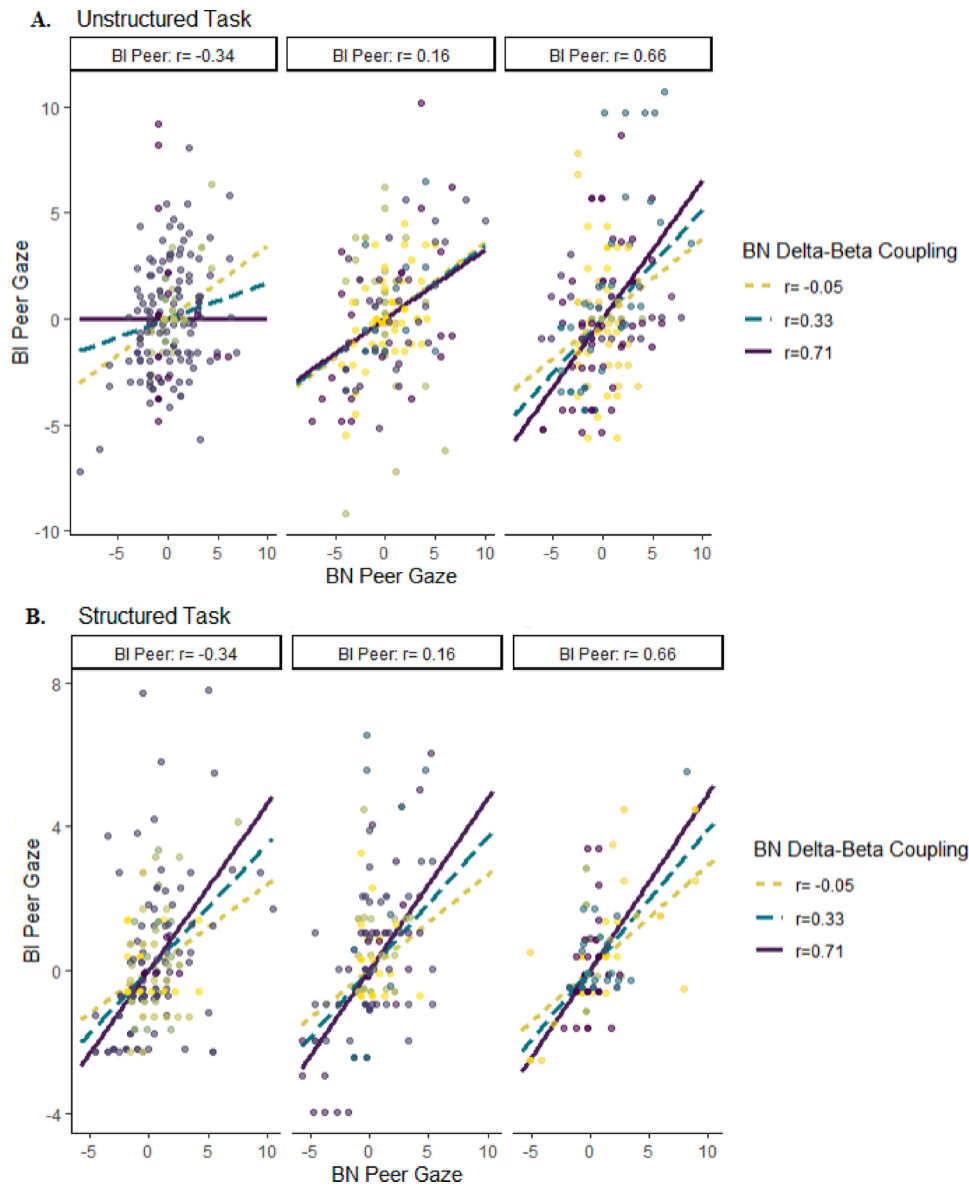 A. Unstructured Task
BI Peer: r= -0.34 BI Peer: r= 0.16 BI Peer: r= 0.66
10
5
0
-5
-10
BI Peer Gaze
-5 0 5 10 -5 0 5 10 -5 0 5 10
BN Peer Gaze
BN Delta-Beta Coupling
r= -0.05
r=0.33
r=0.71
B. Structured Task
BI Peer: r= -0.34 BI Peer: r= 0.16 BI Peer: r= 0.66
8
4
0
-4
BI Peer Gaze
-5 0 5 10 -5 0 5 10 -5 0 5 10
BN Peer Gaze
BN Delta-Beta Coupling
r= -0.05
r=0.33
r=0.71